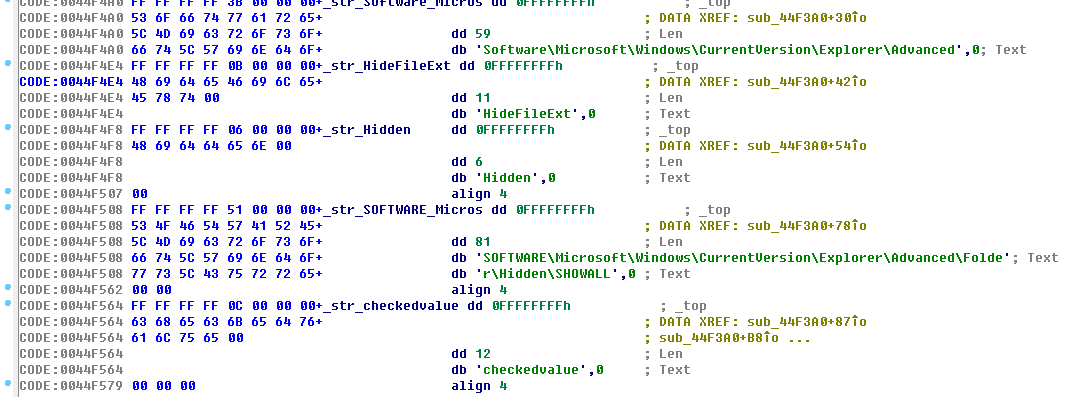 CODE:0044F4A0 FF FF FF FF 3B 00 00 00+_str_Software_Micros dd 0FFFFFFFFh ; _top
CODE:0044F4A0 53 6F 66 74 77 61 72 65+ ; DATA XREF: sub_44F3A0+30↑o
CODE:0044F4A0 5C 4D 69 63 72 6F 73 6F+ dd 59 ; Len
CODE:0044F4A0 66 74 5C 57 69 6E 64 6F+ db 'Software\Microsoft\Windows\CurrentVersion\Explorer\Advanced',0; Text
CODE:0044F4E4 FF FF FF FF 0B 00 00 00+_str_HideFileExt dd 0FFFFFFFFh ; _top
CODE:0044F4E4 48 69 64 65 46 69 6C 65+ ; DATA XREF: sub_44F3A0+42↑o
CODE:0044F4E4 45 78 74 00 dd 11 ; Len
CODE:0044F4E4 db 'HideFileExt',0 ; Text
CODE:0044F4F8 FF FF FF FF 06 00 00 00+_str_Hidden dd 0FFFFFFFFh ; _top
CODE:0044F4F8 48 69 64 64 65 6E 00 ; DATA XREF: sub_44F3A0+54↑o
CODE:0044F4F8 dd 6 ; Len
CODE:0044F4F8 db 'Hidden',0 ; Text
CODE:0044F507 00 align 4
CODE:0044F508 FF FF FF FF 51 00 00 00+_str_SOFTWARE_Micros dd 0FFFFFFFFh ; _top
CODE:0044F508 53 4F 46 54 57 41 52 45+ ; DATA XREF: sub_44F3A0+78↑o
CODE:0044F508 5C 4D 69 63 72 6F 73 6F+ dd 81 ; Len
CODE:0044F508 66 74 5C 57 69 6E 64 6F+ db 'SOFTWARE\Microsoft\Windows\CurrentVersion\Explorer\Advanced\Folde'; Text
CODE:0044F508 77 73 5C 43 75 72 72 65+ db 'r\Hidden\SHOWALL',0 ; Text
CODE:0044F562 00 00 align 4
CODE:0044F564 FF FF FF FF 0C 00 00 00+_str_checkedvalue dd 0FFFFFFFFh ; _top
CODE:0044F564 63 68 65 63 6B 65 64 76+ ; DATA XREF: sub_44F3A0+87↑o
CODE:0044F564 61 6C 75 65 00 ; sub_44F3A0+B8↑o ...
CODE:0044F564 dd 12 ; Len
CODE:0044F564 db 'checkedvalue',0 ; Text
CODE:0044F579 00 00 00 align 4